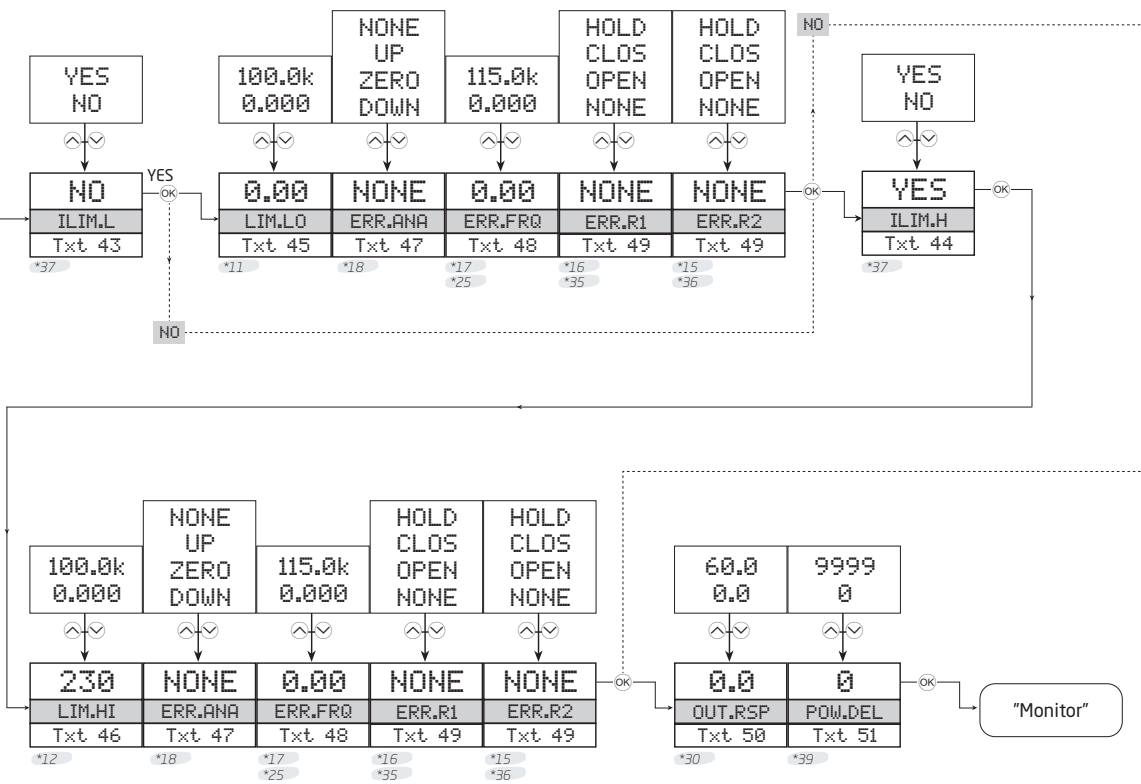 YES
NO
NO
ILIM.L
Txt 43
*37
YES
OK
NO
100.0k
0.000
0.00
LIM.LO
Txt 45
*11
NONE
UP
ZERO
DOWN
NONE
ERR.ANA
Txt 47
*18
115.0k
0.000
0.00
ERR.FRQ
Txt 48
*17
*25
HOLD
CLOS
OPEN
NONE
NONE
ERR.R1
Txt 49
*16
*35
HOLD
CLOS
OPEN
NONE
NONE
ERR.R2
Txt 49
*15
*36
OK
NO
YES
NO
YES
ILIM.H
Txt 44
*37
OK
100.0k
0.000
230
LIM.HI
Txt 46
*12
NONE
UP
ZERO
DOWN
NONE
ERR.ANA
Txt 47
*18
115.0k
0.000
0.00
ERR.FRQ
Txt 48
*17
*25
HOLD
CLOS
OPEN
NONE
NONE
ERR.R1
Txt 49
*16
*35
HOLD
CLOS
OPEN
NONE
NONE
ERR.R2
Txt 49
*15
*36
OK
60.0
0.0
0.0
OUT.RSP
Txt 50
*30
9999
0
0
POW.DEL
Txt 51
*39
OK
"Monitor"